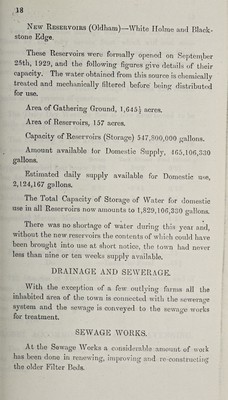 18
NEW RESERVOIRS (Oldham)—White Holme and Black-
stone Edge.
These Reservoirs were formally opened on September
25th, 1929, and the following figures give details of their
capacity. The water obtained from this source is chemically
treated and mechanically filtered before being distributed
for use.
Area of Gathering Ground, 1,645½ acres.
Area of Reservoirs, 157 acres.
Capacity of Reservoirs (Storage) 547,900,000 gallons.
Amount available for Domestic Supply, 465,106,330
gallons.
Estimated daily supply available for Domestic use,
2,124,167 gallons.
The Total Capacity of Storage of Water for domestic
use in all Reservoirs now amounts to 1,829,106,330 gallons.
There was no shortage of water during this year and,
without the new reservoirs the contents of which could have
been brought into use at short notice, the town had never
less than nine or ten weeks supply available.
DRAINAGE AND SEWERAGE.
With the exception of a few outlying farms all the
inhabited area of the town is connected with the sewerage
system and the sewage is conveyed to the sewage works
for treatment.
SEWAGE WORKS.
At the Sewage Works a considerable amount of work
has been done in renewing, improving and re-constructing
the older Filter Beds.